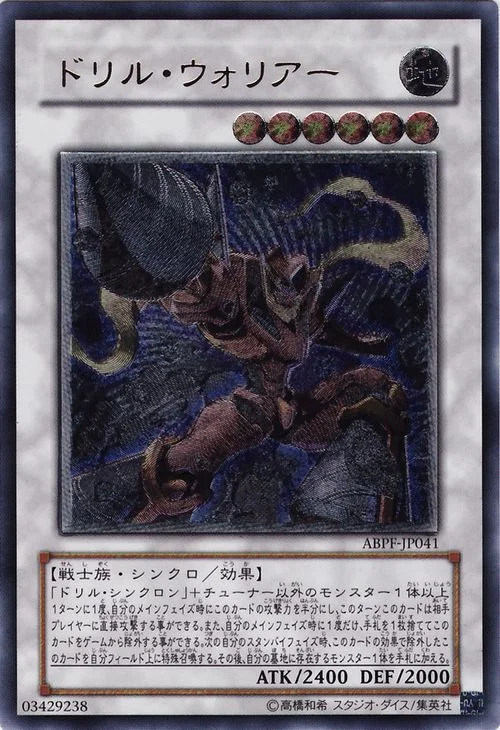 ドリル・ウォリアー
ABPF-JP041
【戦士族・シンクロ/効果】
「ドリル・シンクロン」+チューナー以外のモンスター1体以上
1ターンに1度、自分のメインフェイズ時にこのカードの攻撃力を半分にし、このターンこのカードは相手
プレイヤーに直接攻撃する事ができる。また、自分のメインフェイズ時に1度だけ、手札を1枚捨ててこの
カードをゲームから除外する事ができる。次の自分のスタンバイフェイズ時、この効果で除外したこ
のカードを自分フィールド上に特殊召喚する。その後、自分の墓地に存在するモンスター1体を手札に加える。
ATK/2400 DEF/2000
03429238
©高橋和希 スタジオ・ダイス/集英社